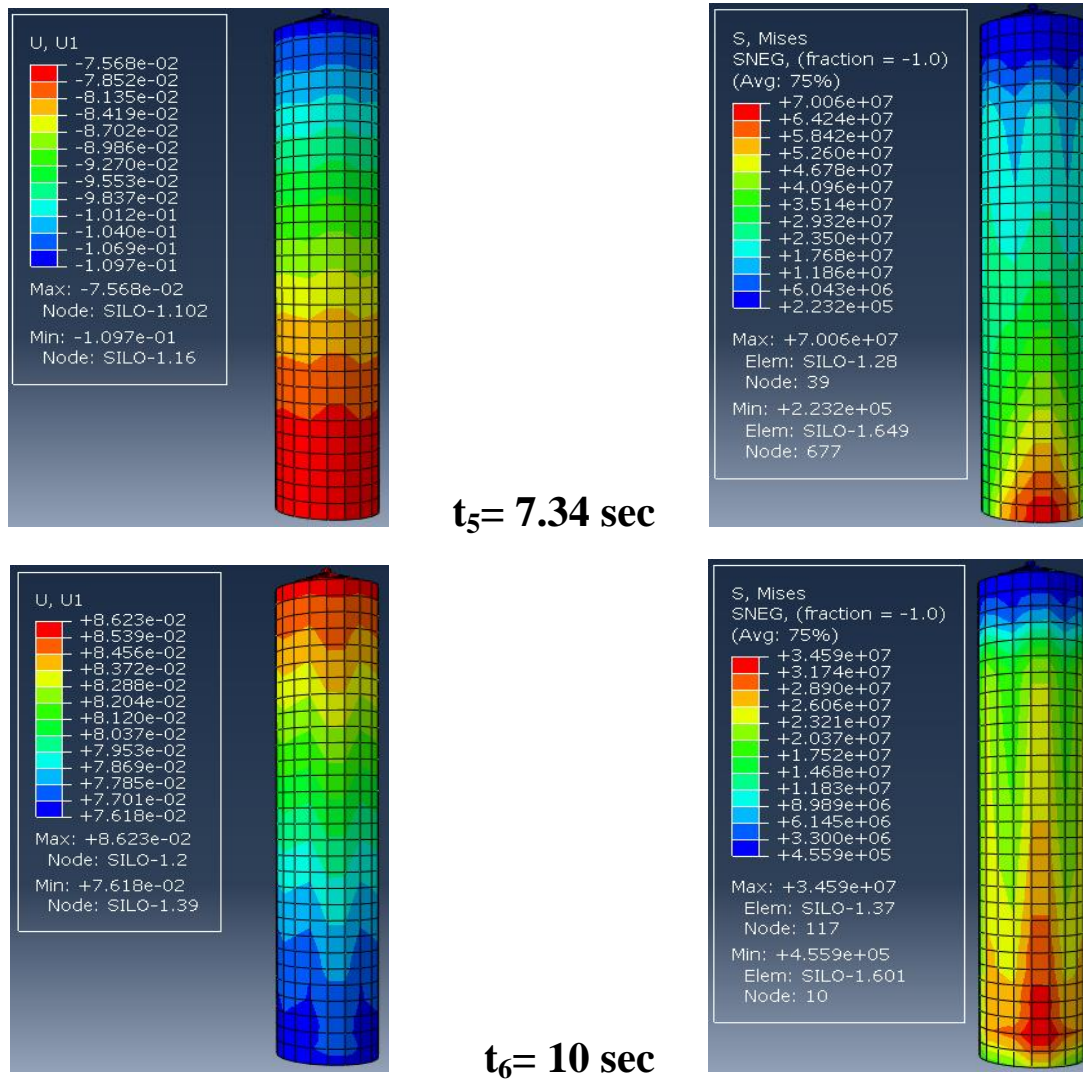 U, U1
-7.568e-02
-7.852e-02
-8.135e-02
-8.419e-02
-8.702e-02
-8.986e-02
-9.270e-02
-9.553e-02
-9.837e-02
-1.012e-01
-1.040e-01
-1.069e-01
-1.097e-01
Max: -7.568e-02
Node: SILO-1.102
Min: -1.097e-01
Node: SILO-1.16
S, Mises
SNEG, (fraction = -1.0)
(Avg: 75%)
+7.006e+07
+6.424e+07
+5.842e+07
+5.260e+07
+4.678e+07
+4.096e+07
+3.514e+07
+2.932e+07
+2.350e+07
+1.768e+07
+1.186e+07
+6.043e+06
+2.232e+05
Max: +7.006e+07
Elem: SILO-1.28
Node: 39
Min: +2.232e+05
Elem: SILO-1.649
Node: 677
t5= 7.34 sec
U, U1
+8.623e-02
+8.539e-02
+8.456e-02
+8.372e-02
+8.288e-02
+8.204e-02
+8.120e-02
+8.037e-02
+7.953e-02
+7.869e-02
+7.785e-02
+7.701e-02
+7.618e-02
Max: +8.623e-02
Node: SILO-1.2
Min: +7.618e-02
Node: SILO-1.39
S, Mises
SNEG, (fraction = -1.0)
(Avg: 75%)
+3.459e+07
+3.174e+07
+2.890e+07
+2.606e+07
+2.321e+07
+2.037e+07
+1.752e+07
+1.468e+07
+1.183e+07
+8.989e+06
+6.145e+06
+3.300e+06
+4.559e+05
Max: +3.459e+07
Elem: SILO-1.37
Node: 117
Min: +4.559e+05
Elem: SILO-1.601
Node: 10
t6= 10 sec